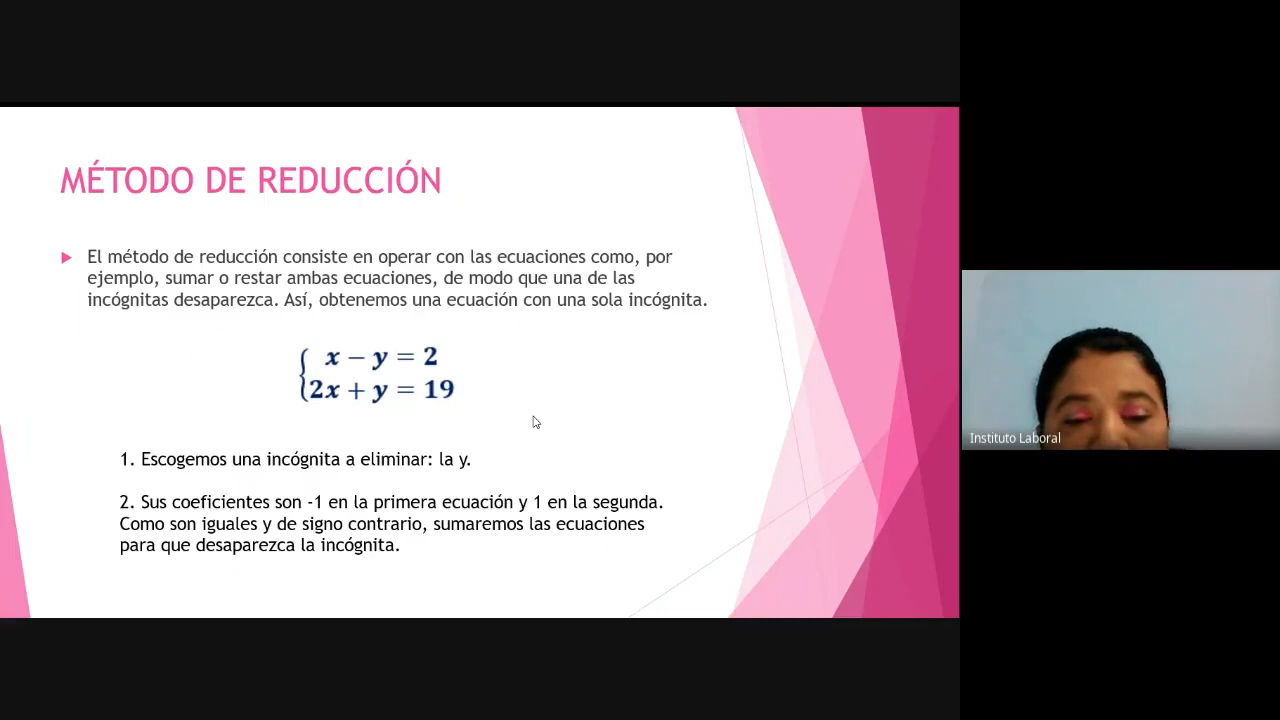 MÉTODO DE REDUCCIÓN
El método de reducción consiste en operar con las ecuaciones como, por
ejemplo, sumar o restar ambas ecuaciones, de modo que una de las
incógnitas desaparezca. Así, obtenemos una ecuación con una sola incógnita.
x − y = 2
2x + y = 19
1. Escogemos una incógnita a eliminar: la y.
2. Sus coeficientes son -1 en la primera ecuación y 1 en la segunda.
Como son iguales y de signo contrario, sumaremos las ecuaciones
para que desaparezca la incógnita.
Instituto Laboral